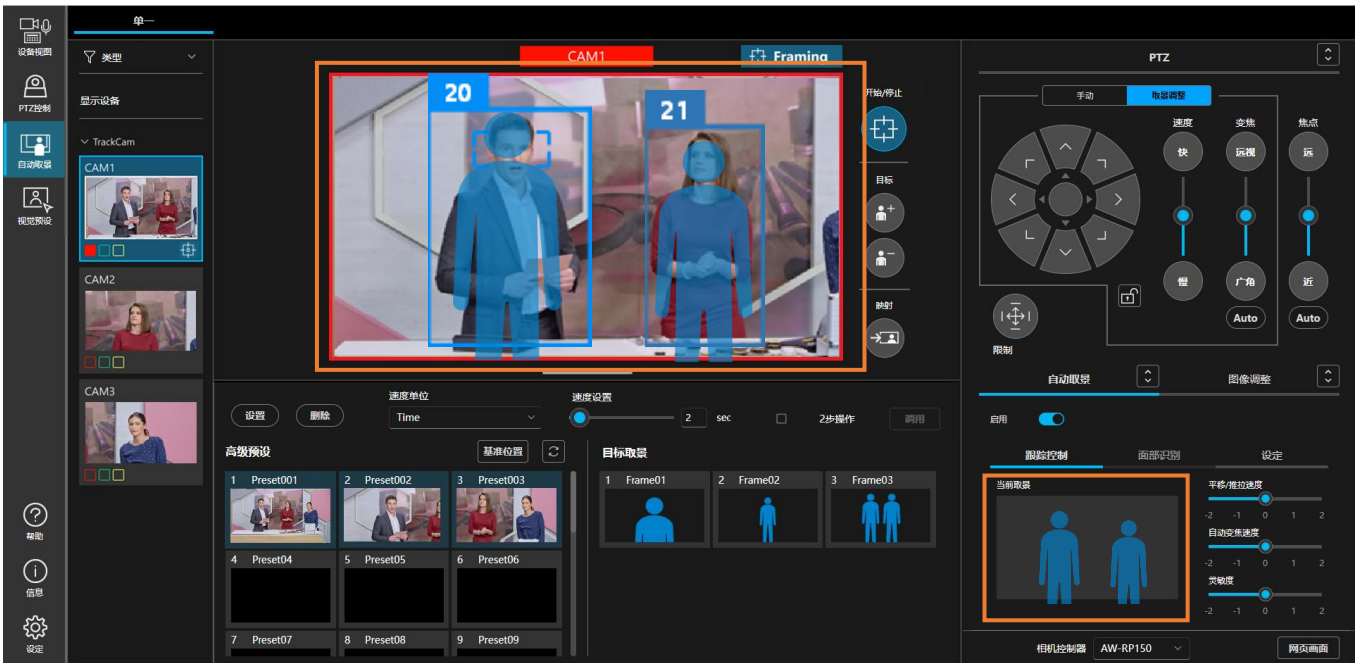 单一
设备视图
PTZ控制
自动取景
视觉预设
帮助
信息
设定
类型
显示设备
TrackCam
CAM1
CAM2
CAM3
CAM1
Framing
20
21
开始/停止
目标
映射
设置
删除
速度单位
Time
速度设置
2 sec
2步操作
调用
高级预设
基准位置
1 Preset001
2 Preset002
3 Preset003
4 Preset04
5 Preset05
6 Preset06
7 Preset07
8 Preset08
9 Preset09
目标取景
1 Frame01
2 Frame02
3 Frame03
PTZ
手动
取景调整
速度
变焦
焦点
快
远视
远
慢
广角
近
Auto
Auto
限制
自动取景
图像调整
启用
跟踪控制
面部识别
设定
当前取景
平移/推拉速度
-2 -1 0 1 2
自动变焦速度
-2 -1 0 1 2
灵敏度
-2 -1 0 1 2
相机控制器
AW-RP150
网页画面